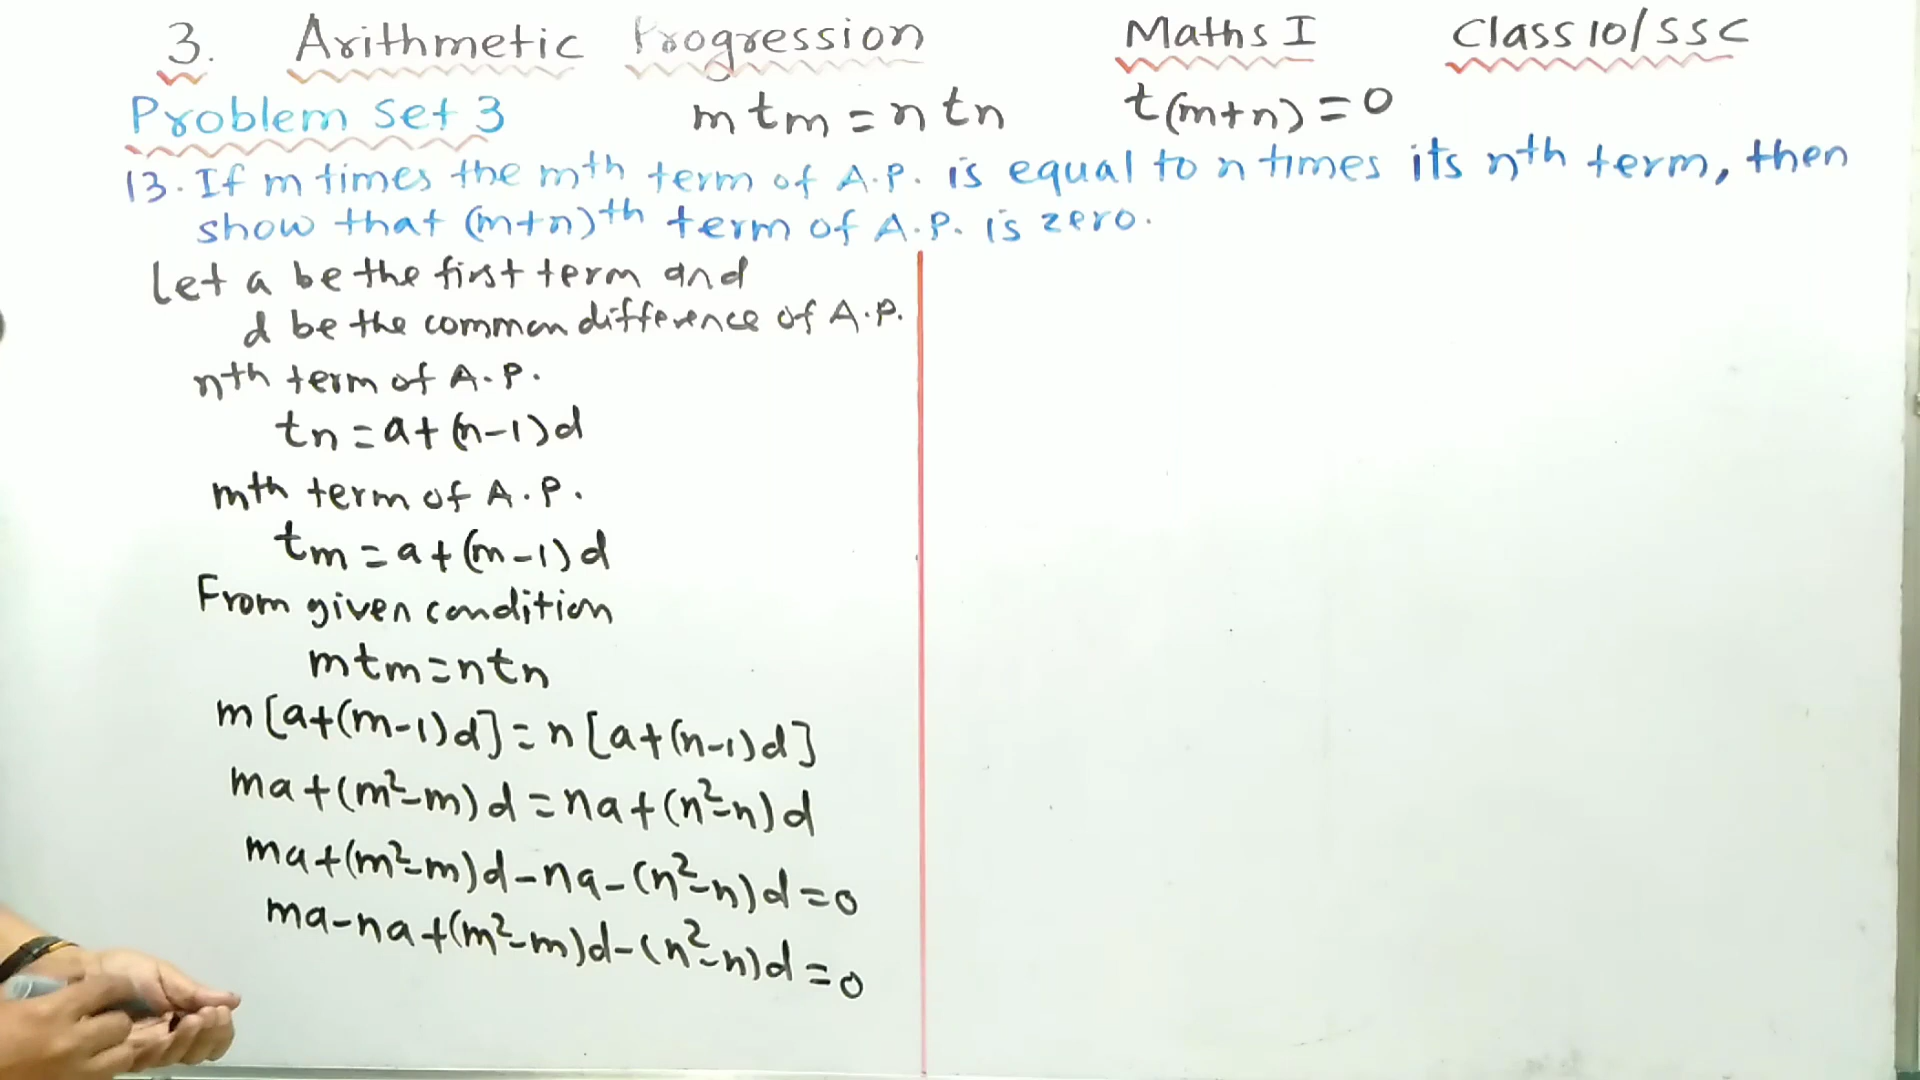 3. Arithmetic Progression Maths I Class 10/SSC
Problem Set 3 mtm = ntn t(m+n) = 0
13. If m times the mth term of A.P. is equal to n times its nth term, then
show that (m+n)th term of A.P. is zero.
Let a be the first term and
d be the common difference of A.P.
nth term of A.P.
tn = a+(n-1)d
mth term of A.P.
tm = a+(m-1)d
From given condition
mtm = ntn
m[a+(m-1)d] = n[a+(n-1)d]
ma+(m²-m)d = na+(n²-n)d
ma+(m²-m)d-na-(n²-n)d = 0
ma-na+(m²-m)d-(n²-n)d = 0